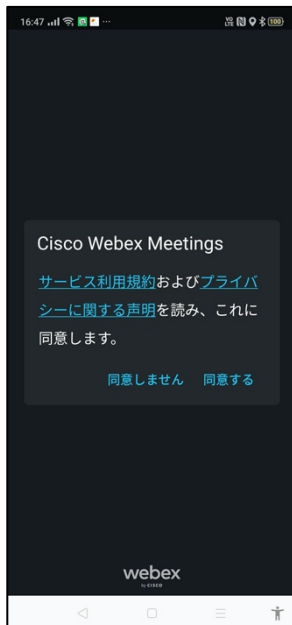 16:47
100
Cisco Webex Meetings
サービス利用規約およびプライバ
シーに関する声明を読み、これに
同意します。
同意しません 同意する
webex
by CISCO